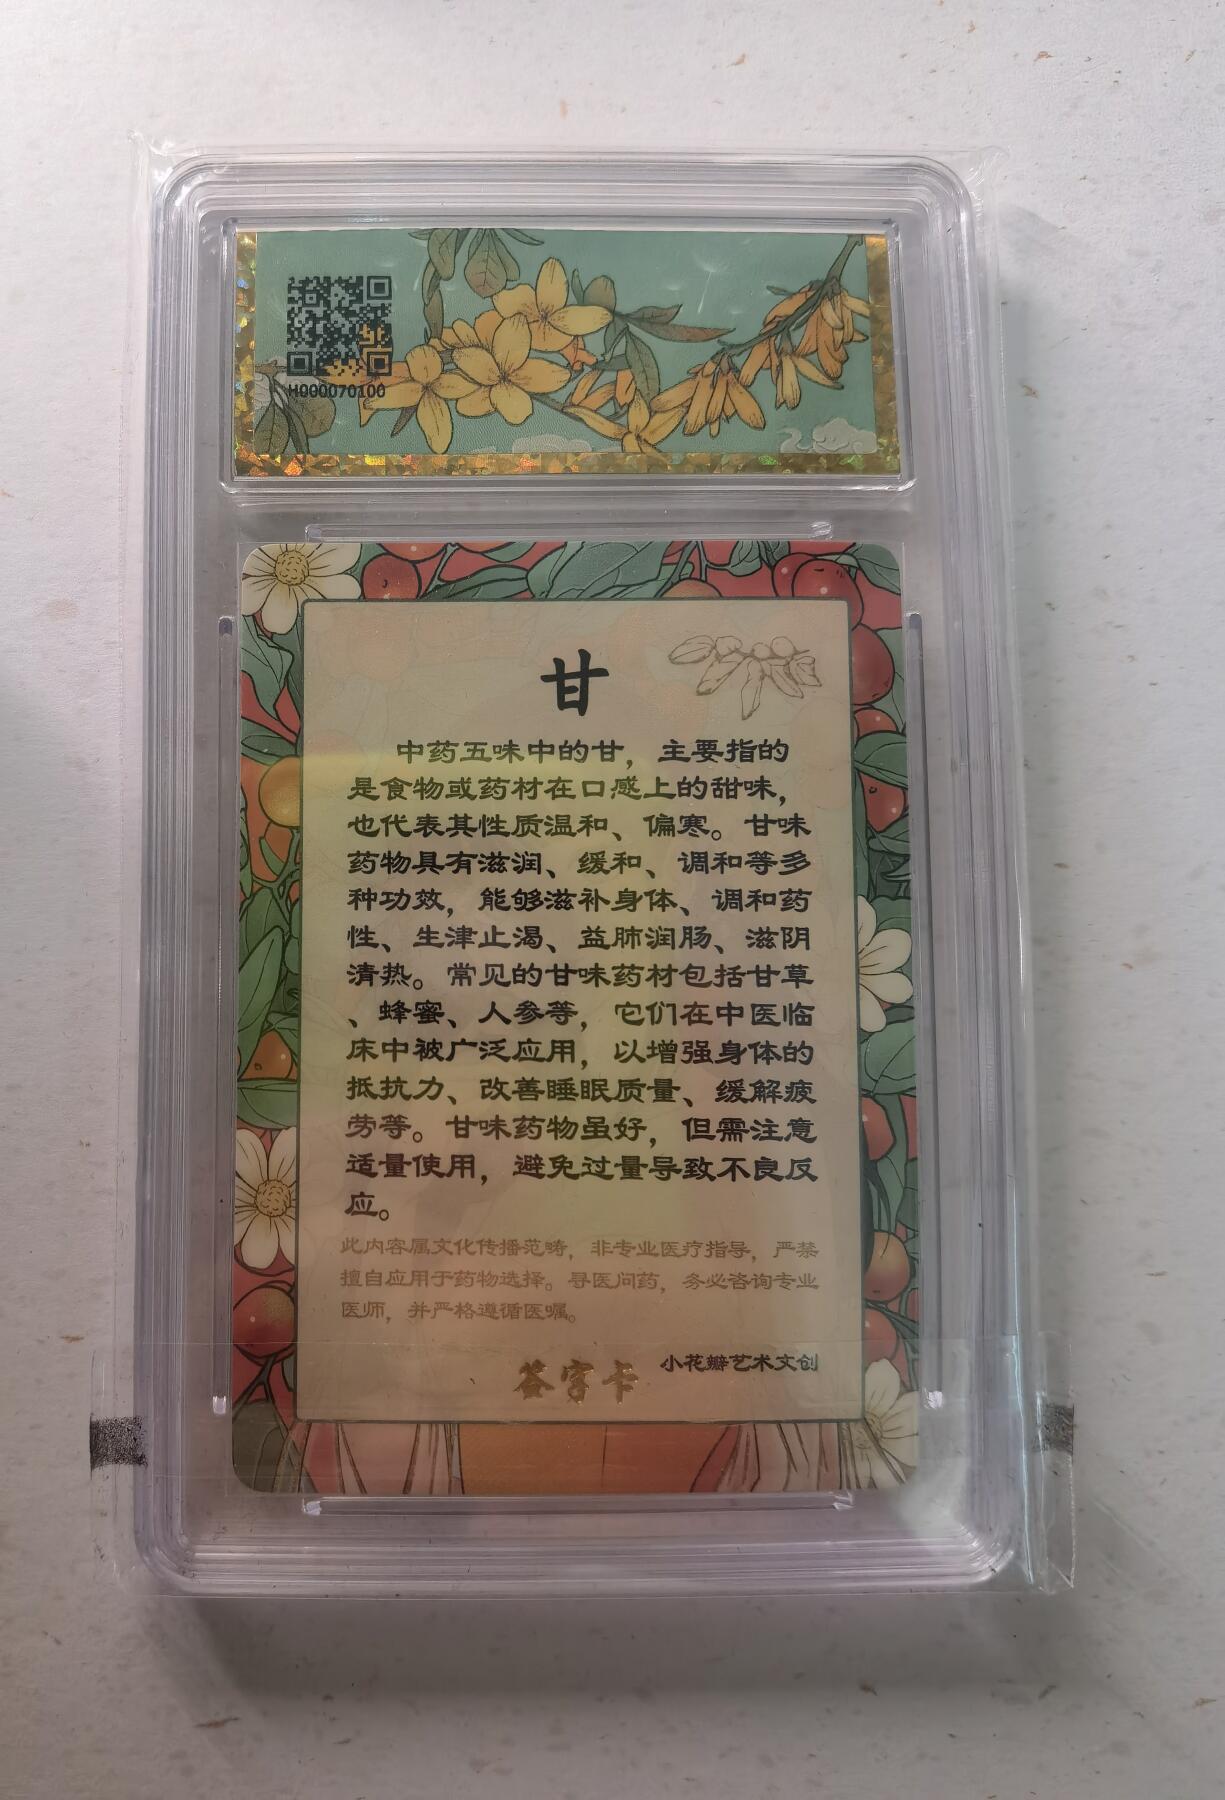 H000070100
甘
中药五味中的甘，主要指的
是食物或药材在口感上的甜味，
也代表其性质温和、偏寒。甘味
药物具有滋润、缓和、调和等多
种功效，能够滋补身体、调和药
性、生津止渴、益肺润肠、滋阴
清热。常见的甘味药材包括甘草
、蜂蜜、人参等，它们在中医临
床中被广泛应用，以增强身体的
抵抗力、改善睡眠质量、缓解疲
劳等。甘味药物虽好，但需注意
适量使用，避免过量导致不良反
应。
此内容属文化传播范畴，非专业医疗指导，严禁
擅自应用于药物选择。寻医问药，务必咨询专业
医师，并严格遵循医嘱。
小花瓣艺术文创
签字卡